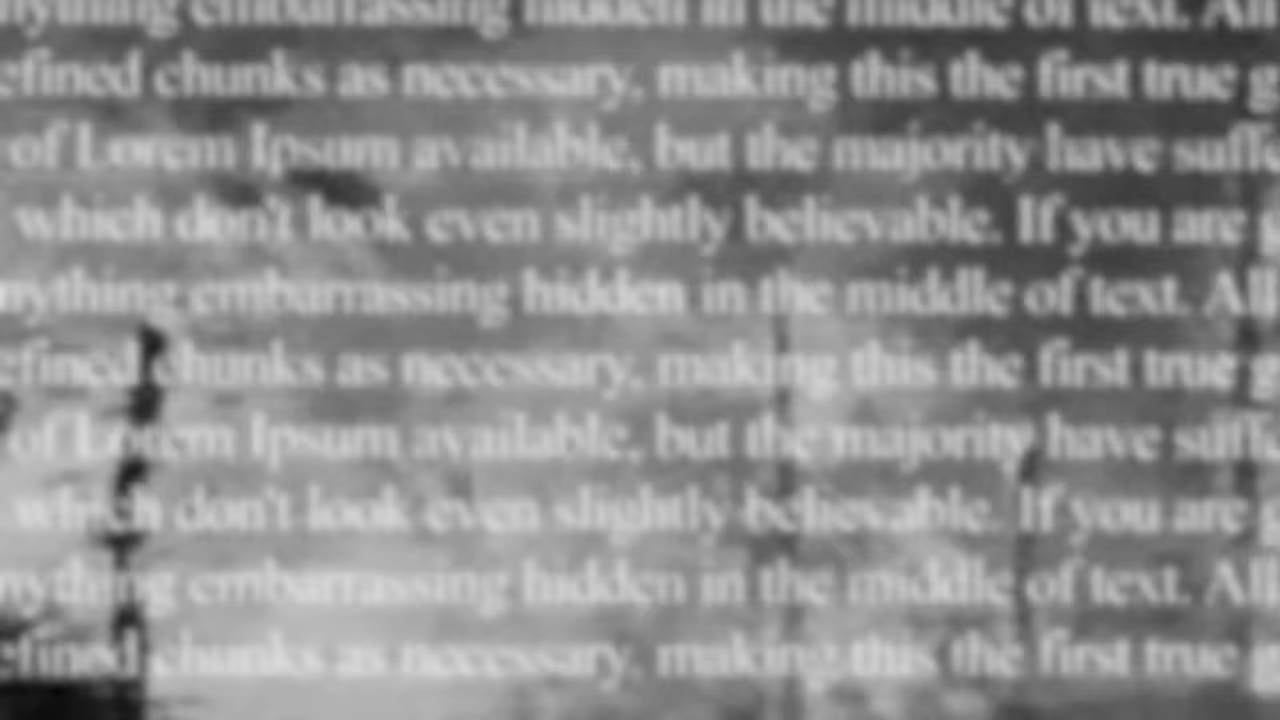 nything embarrassing hidden in the middle of text. All
efined chunks as necessary, making this the first true g
of Lorem Ipsum available, but the majority have suffe
which don't look even slightly believable. If you are g
nything embarrassing hidden in the middle of text. All
efined chunks as necessary, making this the first true g
of Lorem Ipsum available, but the majority have suffe
which don't look even slightly believable. If you are g
nything embarrassing hidden in the middle of text. All
efined chunks as necessary, making this the first true g